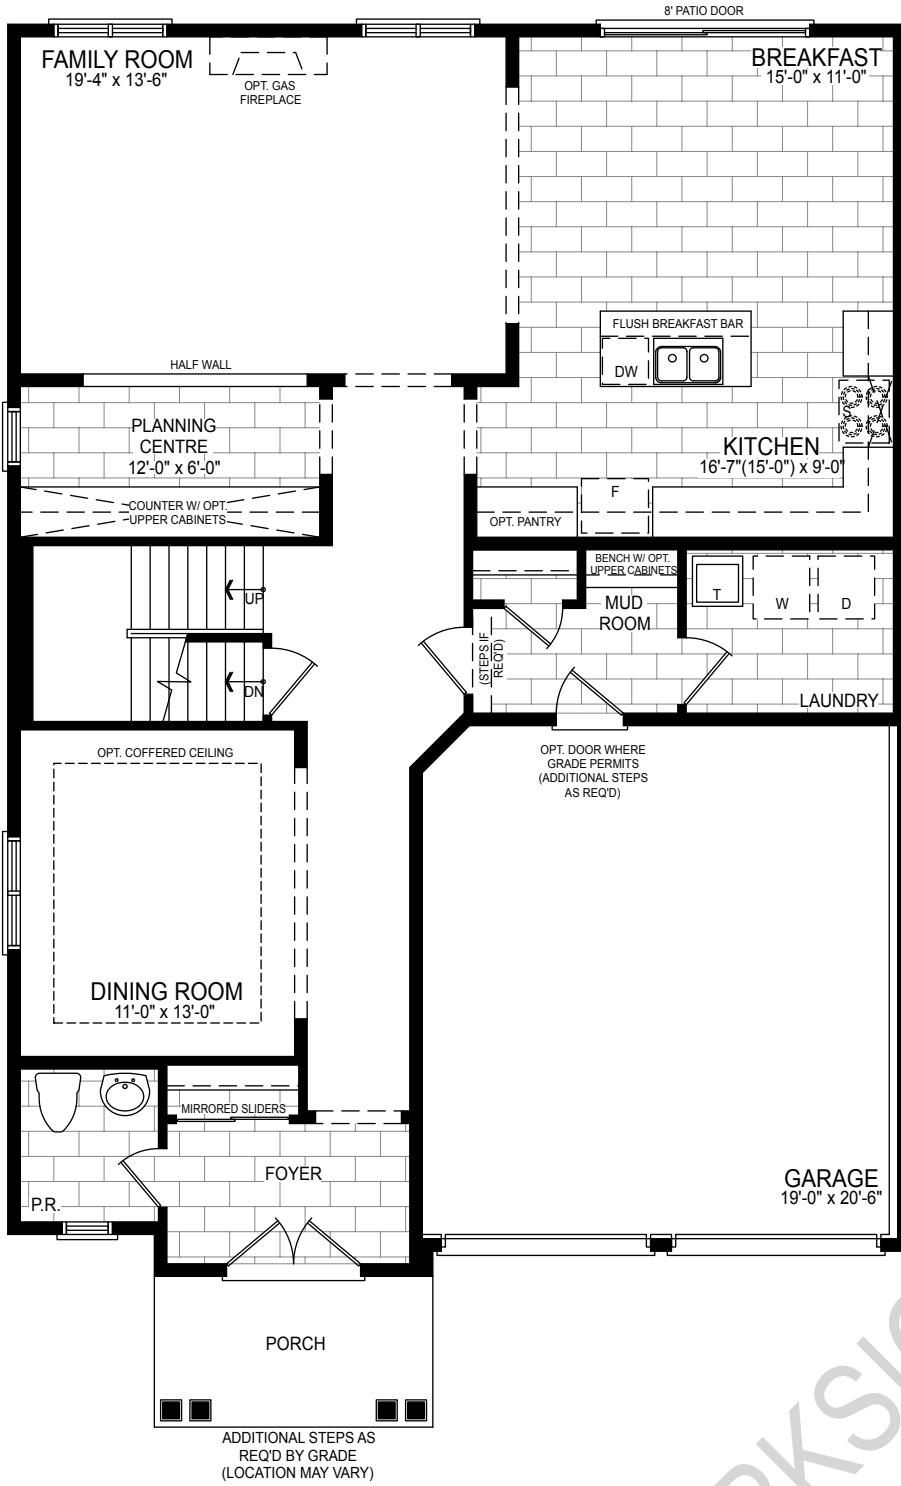 8' PATIO DOOR
FAMILY ROOM
19'-4" x 13'-6"
OPT. GAS
FIREPLACE
BREAKFAST
15'-0" x 11'-0"
FLUSH BREAKFAST BAR
DW
HALF WALL
PLANNING
CENTRE
12'-0" x 6'-0"
COUNTER W/ OPT.
UPPER CABINETS
S
KITCHEN
16'-7"(15'-0") x 9'-0"
F
OPT. PANTRY
BENCH W/ OPT.
UPPER CABINETS
MUD
ROOM
T
W
D
UP
DN
(STEPS IF
REQ'D)
LAUNDRY
OPT. COFFERED CEILING
OPT. DOOR WHERE
GRADE PERMITS
(ADDITIONAL STEPS
AS REQ'D)
DINING ROOM
11'-0" x 13'-0"
MIRRORED SLIDERS
FOYER
P.R.
GARAGE
19'-0" x 20'-6"
PORCH
ADDITIONAL STEPS AS
REQ'D BY GRADE
(LOCATION MAY VARY)